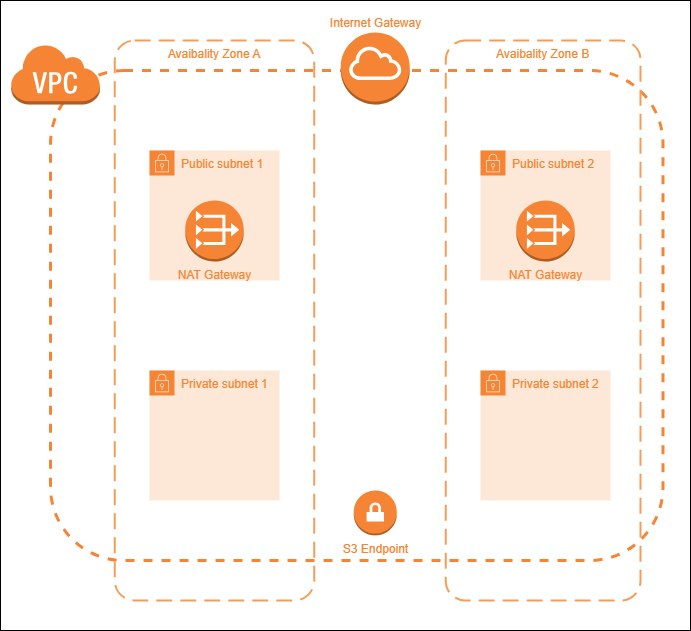 Internet Gateway
Avaibality Zone A
Avaibality Zone B
VPC
Public subnet 1
Public subnet 2
NAT Gateway
NAT Gateway
Private subnet 1
Private subnet 2
S3 Endpoint